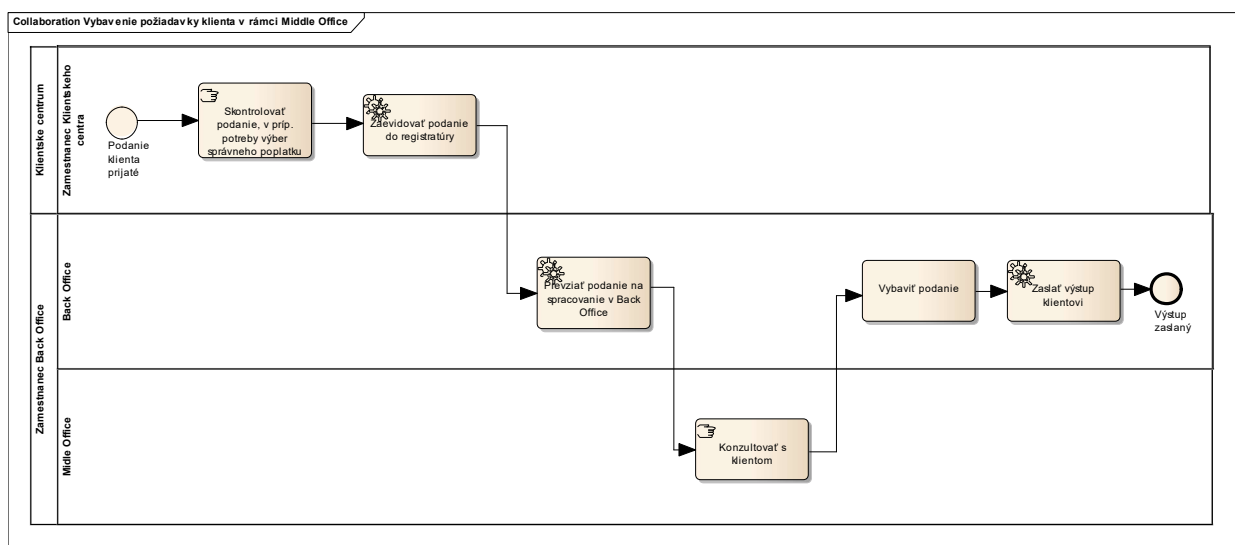 Collaboration Vybavenie požiadavky klienta v rámci Middle Office
Klientske centrum
Zamestnanec Klientskeho
centra
Podanie
klienta
prijaté
Skontrolovať
podanie, v príp.
potreby výber
správneho poplatku
Zaevidovať podanie
do registratúry
Zamestnanec Back Office
Back Office
Prevziať podanie na
spracovanie v Back
Office
Vybaviť podanie
Zaslať výstup
klientovi
Výstup
zaslaný
Midle Office
Konzultovať s
klientom